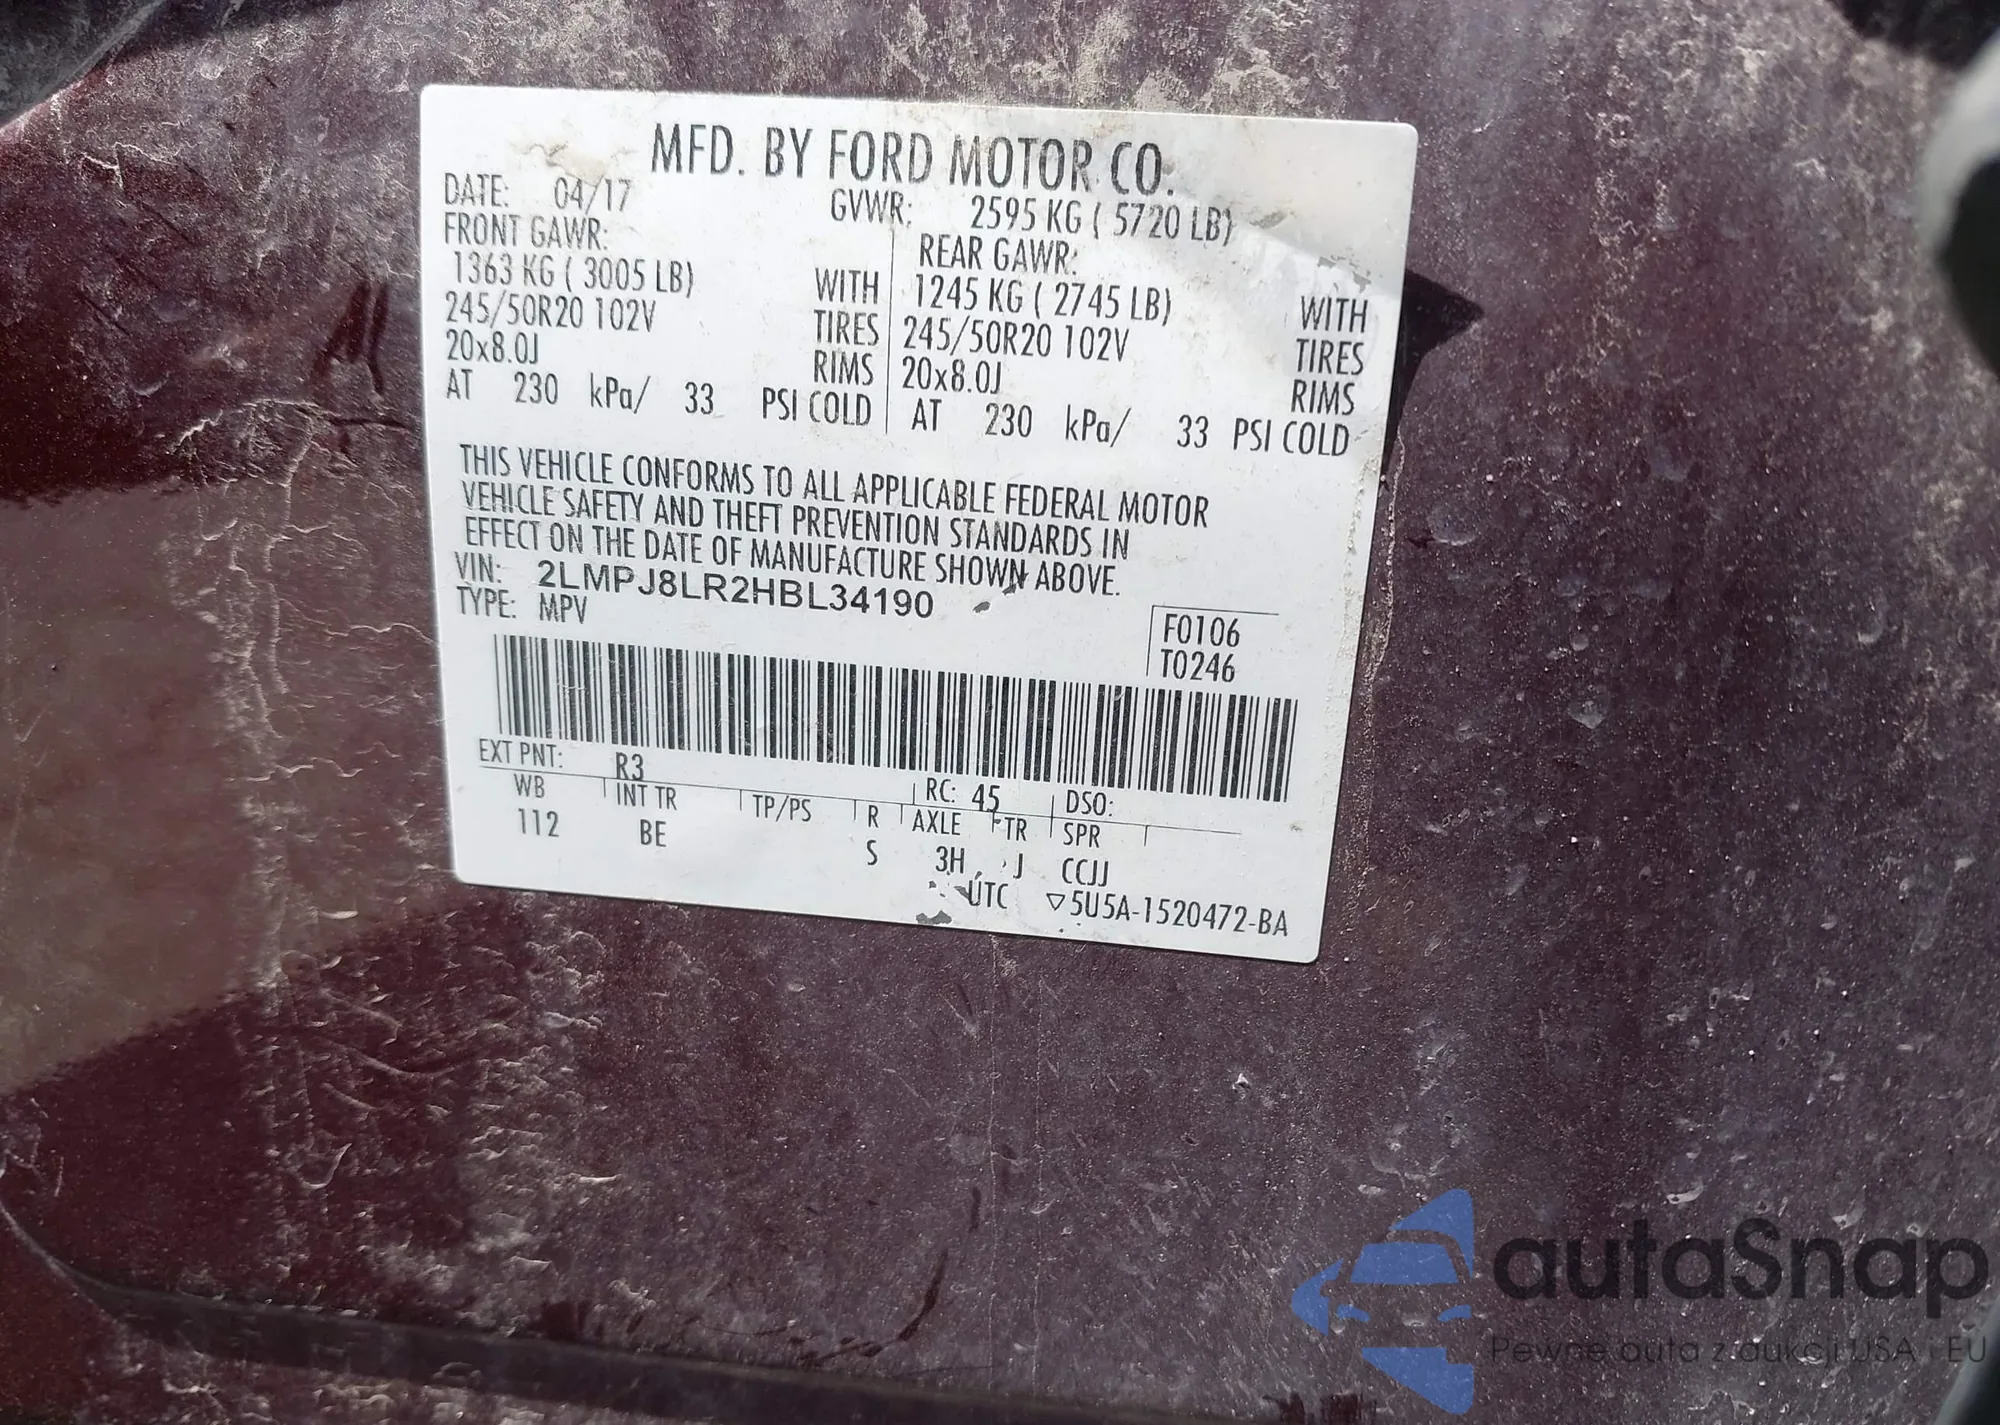 MFD. BY FORD MOTOR CO.
DATE: 04/17 GVWR: 2595 KG ( 5720 LB)
FRONT GAWR: REAR GAWR:
1363 KG ( 3005 LB) WITH 1245 KG ( 2745 LB) WITH
245/50R20 102V TIRES 245/50R20 102V TIRES
20x8.0J RIMS 20x8.0J RIMS
AT 230 kPa/ 33 PSI COLD AT 230 kPa/ 33 PSI COLD
THIS VEHICLE CONFORMS TO ALL APPLICABLE FEDERAL MOTOR
VEHICLE SAFETY AND THEFT PREVENTION STANDARDS IN
EFFECT ON THE DATE OF MANUFACTURE SHOWN ABOVE.
VIN: 2LMPJ8LR2HBL34190
TYPE: MPV
F0106
T0246
EXT PNT: R3 RC: 45 DSO:
WB INT TR TP/PS R AXLE TR SPR
112 BE S 3H J CCJJ
UTC ▽5U5A-1520472-BA
autaSnap
Pewne auta z aukcji USA i EU